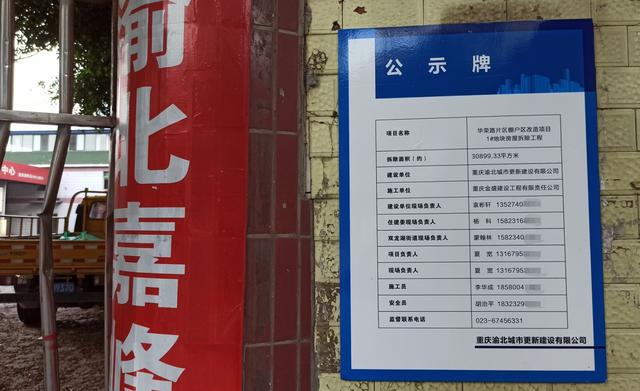 渝北嘉
公示牌
项目名称 华荣路片区棚户区改造项目
1#地块房屋拆除工程
拆除面积(约) 30899.33平方米
建设单位 重庆渝北城市更新建设有限公司
施工单位 重庆金盛建设工程有限责任公司
建设单位现场负责人 袁彬轩 1352740
住建委现场负责人 杨 科 1582316
双龙湖街道现场负责人 蒙翰林 1582340
项目负责人 夏 宽 1316795
现场负责人 夏 宽 1316795
施工员 李华成 1858004
安全员 胡治平 1832329
监督联系电话 023-67456331
重庆渝北城市更新建设有限公司